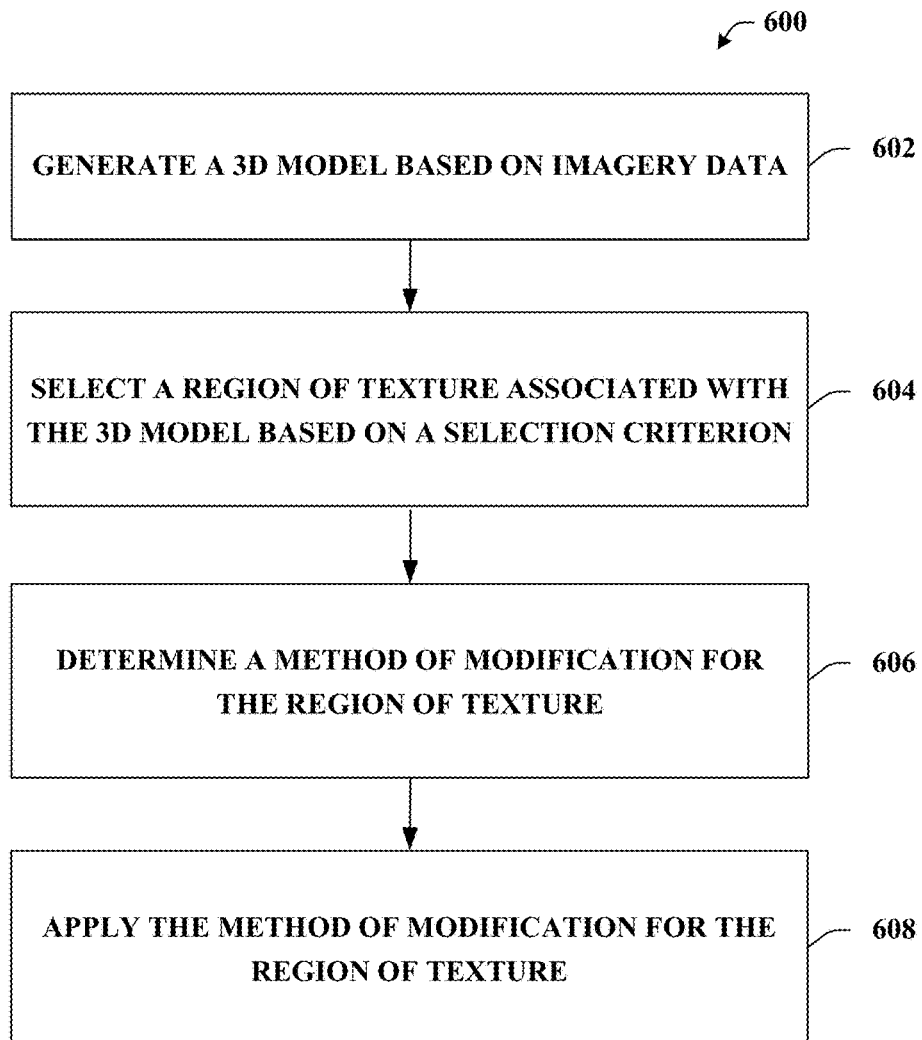 600
GENERATE A 3D MODEL BASED ON IMAGERY DATA
602
SELECT A REGION OF TEXTURE ASSOCIATED WITH
THE 3D MODEL BASED ON A SELECTION CRITERION
604
DETERMINE A METHOD OF MODIFICATION FOR
THE REGION OF TEXTURE
606
APPLY THE METHOD OF MODIFICATION FOR THE
REGION OF TEXTURE
608